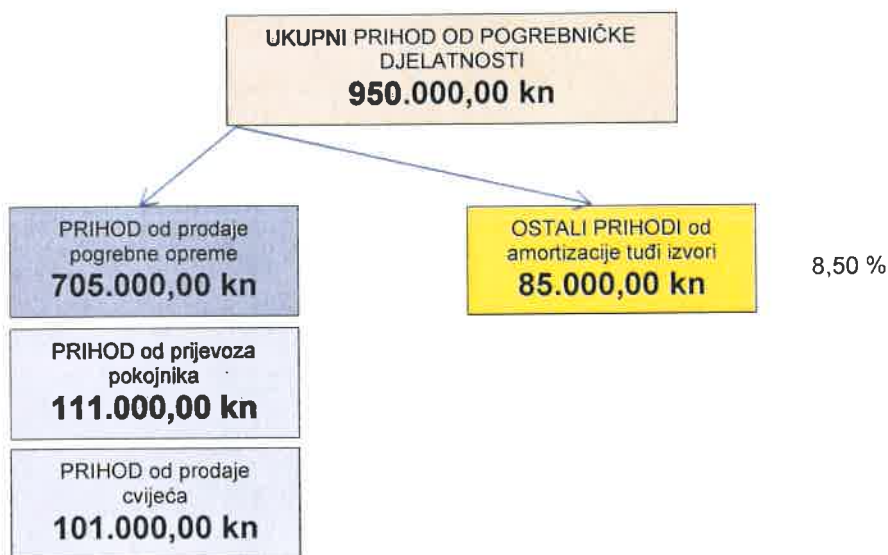 UKUPNI PRIHOD OD POGREBNIČKE
DJELATNOSTI
950.000,00 kn
PRIHOD od prodaje
pogrebne opreme
705.000,00 kn
OSTALI PRIHODI od
amortizacije tuđi izvori
85.000,00 kn
8,50 %
PRIHOD od prijevoza
pokojnika
111.000,00 kn
PRIHOD od prodaje
cvijeća
101.000,00 kn